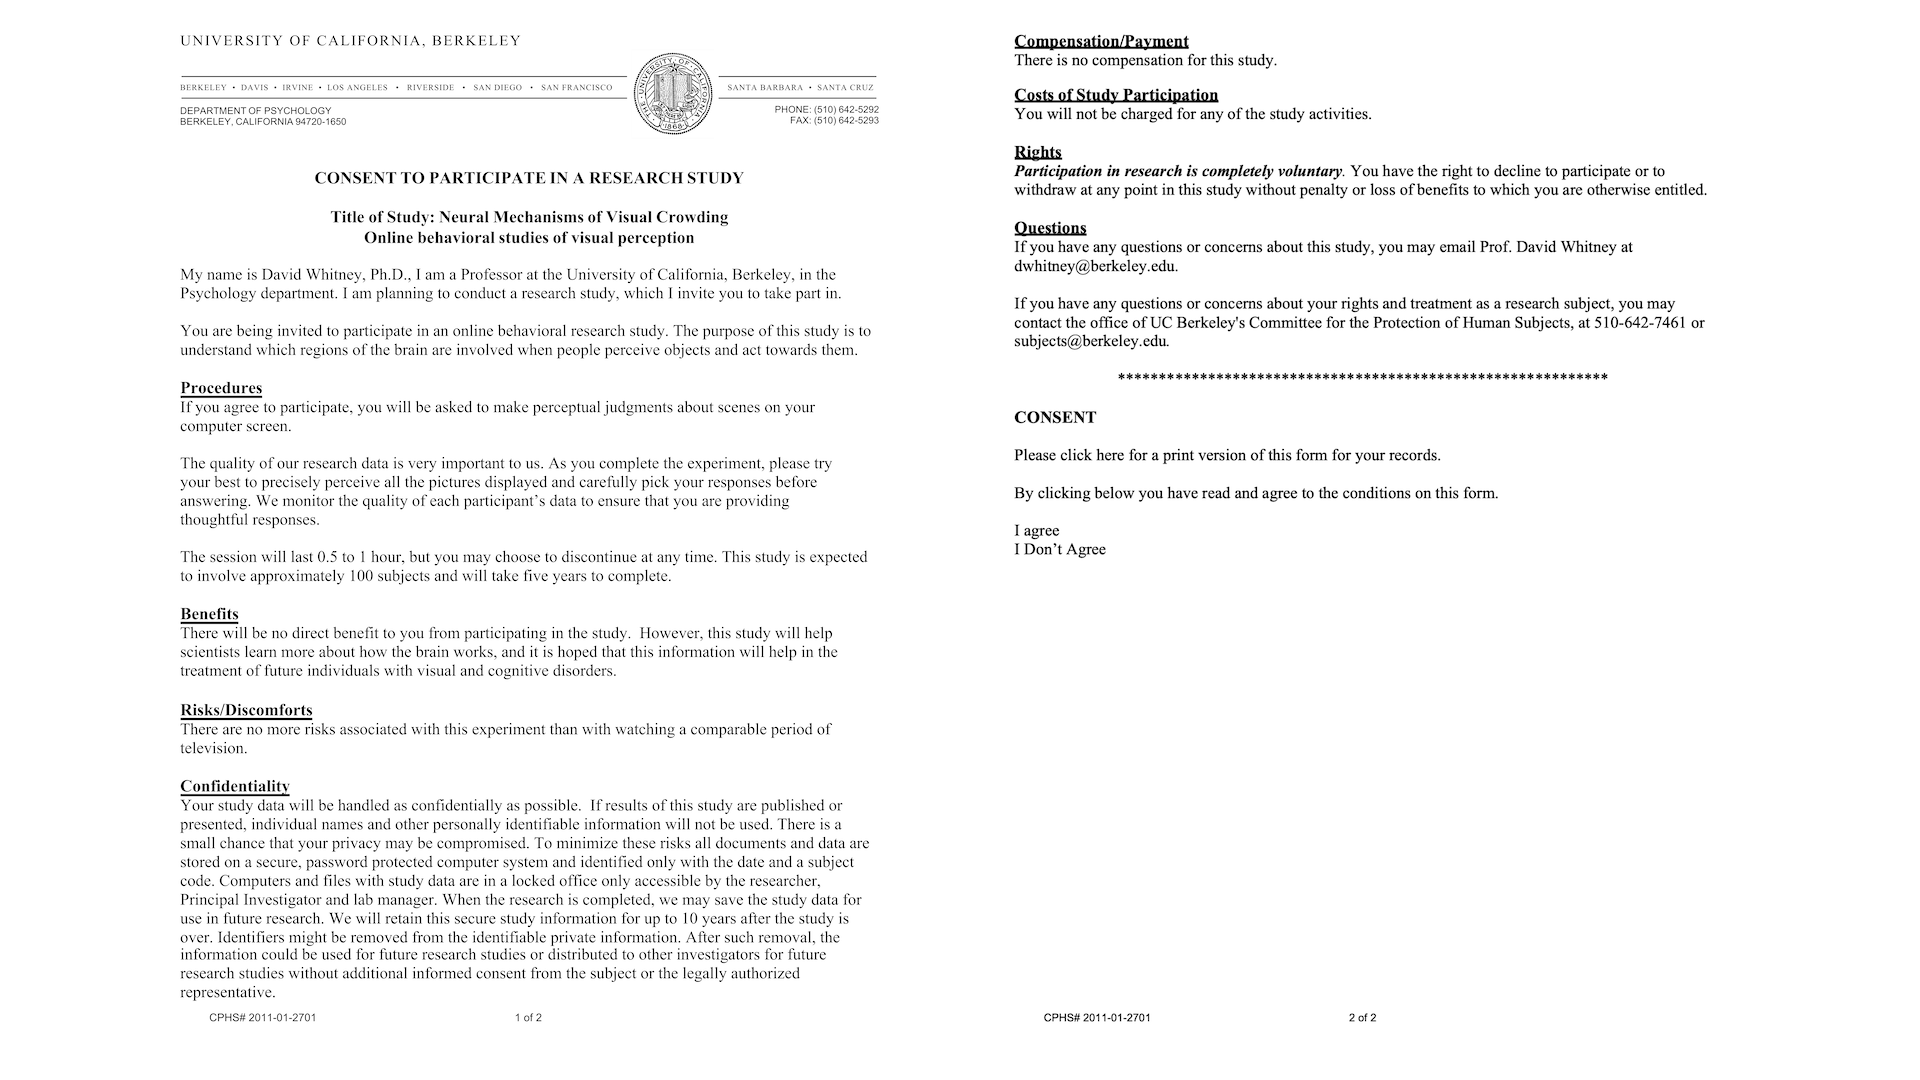 UNIVERSITY OF CALIFORNIA, BERKELEY
BERKELEY • DAVIS • IRVINE • LOS ANGELES • RIVERSIDE • SAN DIEGO • SAN FRANCISCO
SANTA BARBARA • SANTA CRUZ
THE UNIVERSITY OF CALIFORNIA
1868
DEPARTMENT OF PSYCHOLOGY
BERKELEY, CALIFORNIA 94720-1650
PHONE: (510) 642-5292
FAX: (510) 642-5293
CONSENT TO PARTICIPATE IN A RESEARCH STUDY
Title of Study: Neural Mechanisms of Visual Crowding
Online behavioral studies of visual perception
My name is David Whitney, Ph.D., I am a Professor at the University of California, Berkeley, in the
Psychology department. I am planning to conduct a research study, which I invite you to take part in.
You are being invited to participate in an online behavioral research study. The purpose of this study is to
understand which regions of the brain are involved when people perceive objects and act towards them.
Procedures
If you agree to participate, you will be asked to make perceptual judgments about scenes on your
computer screen.
The quality of our research data is very important to us. As you complete the experiment, please try
your best to precisely perceive all the pictures displayed and carefully pick your responses before
answering. We monitor the quality of each participant’s data to ensure that you are providing
thoughtful responses.
The session will last 0.5 to 1 hour, but you may choose to discontinue at any time. This study is expected
to involve approximately 100 subjects and will take five years to complete.
Benefits
There will be no direct benefit to you from participating in the study.  However, this study will help
scientists learn more about how the brain works, and it is hoped that this information will help in the
treatment of future individuals with visual and cognitive disorders.
Risks/Discomforts
There are no more risks associated with this experiment than with watching a comparable period of
television.
Confidentiality
Your study data will be handled as confidentially as possible.  If results of this study are published or
presented, individual names and other personally identifiable information will not be used. There is a
small chance that your privacy may be compromised. To minimize these risks all documents and data are
stored on a secure, password protected computer system and identified only with the date and a subject
code. Computers and files with study data are in a locked office only accessible by the researcher,
Principal Investigator and lab manager. When the research is completed, we may save the study data for
use in future research. We will retain this secure study information for up to 10 years after the study is
over. Identifiers might be removed from the identifiable private information. After such removal, the
information could be used for future research studies or distributed to other investigators for future
research studies without additional informed consent from the subject or the legally authorized
representative.
CPHS# 2011-01-2701
1 of 2
Compensation/Payment
There is no compensation for this study.
Costs of Study Participation
You will not be charged for any of the study activities.
Rights
Participation in research is completely voluntary. You have the right to decline to participate or to
withdraw at any point in this study without penalty or loss of benefits to which you are otherwise entitled.
Questions
If you have any questions or concerns about this study, you may email Prof. David Whitney at
dwhitney@berkeley.edu.
If you have any questions or concerns about your rights and treatment as a research subject, you may
contact the office of UC Berkeley's Committee for the Protection of Human Subjects, at 510-642-7461 or
subjects@berkeley.edu.
************************************************************
CONSENT
Please click here for a print version of this form for your records.
By clicking below you have read and agree to the conditions on this form.
I agree
I Don’t Agree
CPHS# 2011-01-2701
2 of 2